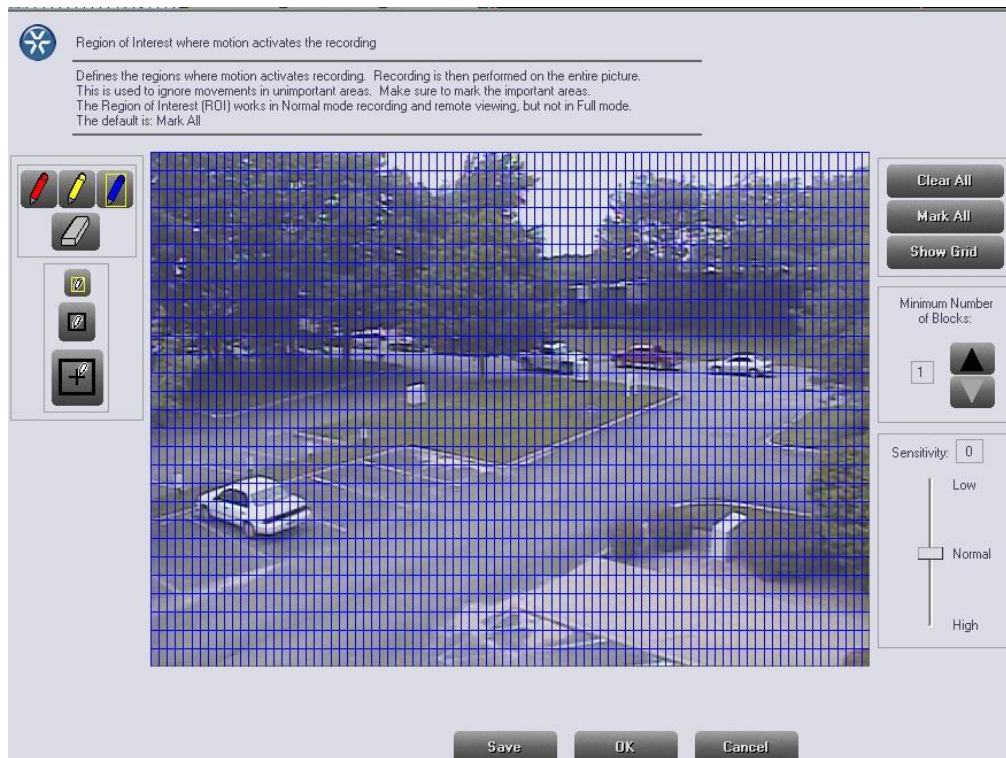 Region of Interest where motion activates the recording
Defines the regions where motion activates recording. Recording is then performed on the entire picture.
This is used to ignore movements in unimportant areas. Make sure to mark the important areas.
The Region of Interest (ROI) works in Normal mode recording and remote viewing, but not in Full mode.
The default is: Mark All
Clear All
Mark All
Show Grid
Minimum Number
of Blocks:
1
Sensitivity: 0
Low
Normal
High
Save OK Cancel